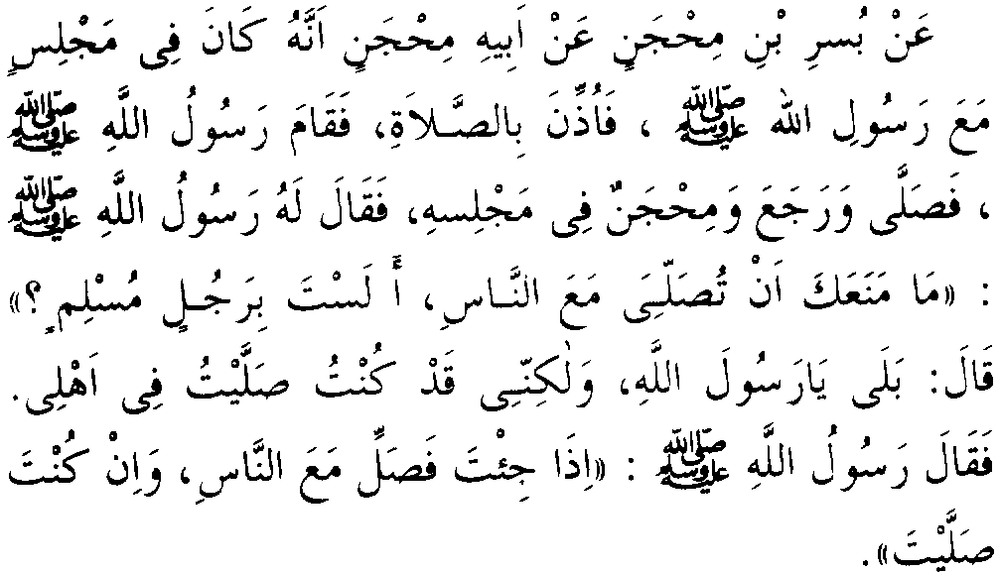 عَنْ بُسرِ بْنِ مِحْجَنٍ عَنْ اَبِيهِ مِحْجَنٍ اَنَّهُ كَانَ فِى مَجْلِسٍ
مَعَ رَسُولِ الله ﷺ ، فَاُذِّنَ بِالصَّلاَةِ، فَقَامَ رَسُولُ اللَّهِ ﷺ
، فَصَلَّى وَرَجَعَ وَمِحْجَنٌ فِى مَجْلِسِهِ، فَقَالَ لَهُ رَسُولُ اللَّهِ ﷺ
: «مَا مَنَعَكَ اَنْ تُصَلِّىَ مَعَ النَّاسِ، أَ لَسْتَ بِرَجُلٍ مُسْلِمٍ؟»
قَالَ: بَلَى يَارَسُولَ اللَّهِ، وَلٰكِنِّى قَدْ كُنْتُ صَلَّيْتُ فِى اَهْلِى.
فَقَالَ رَسُولُ اللَّهِ ﷺ : «اِذَا جِئْتَ فَصَلِّ مَعَ النَّاسِ، وَاِنْ كُنْتَ
صَلَّيْتَ».